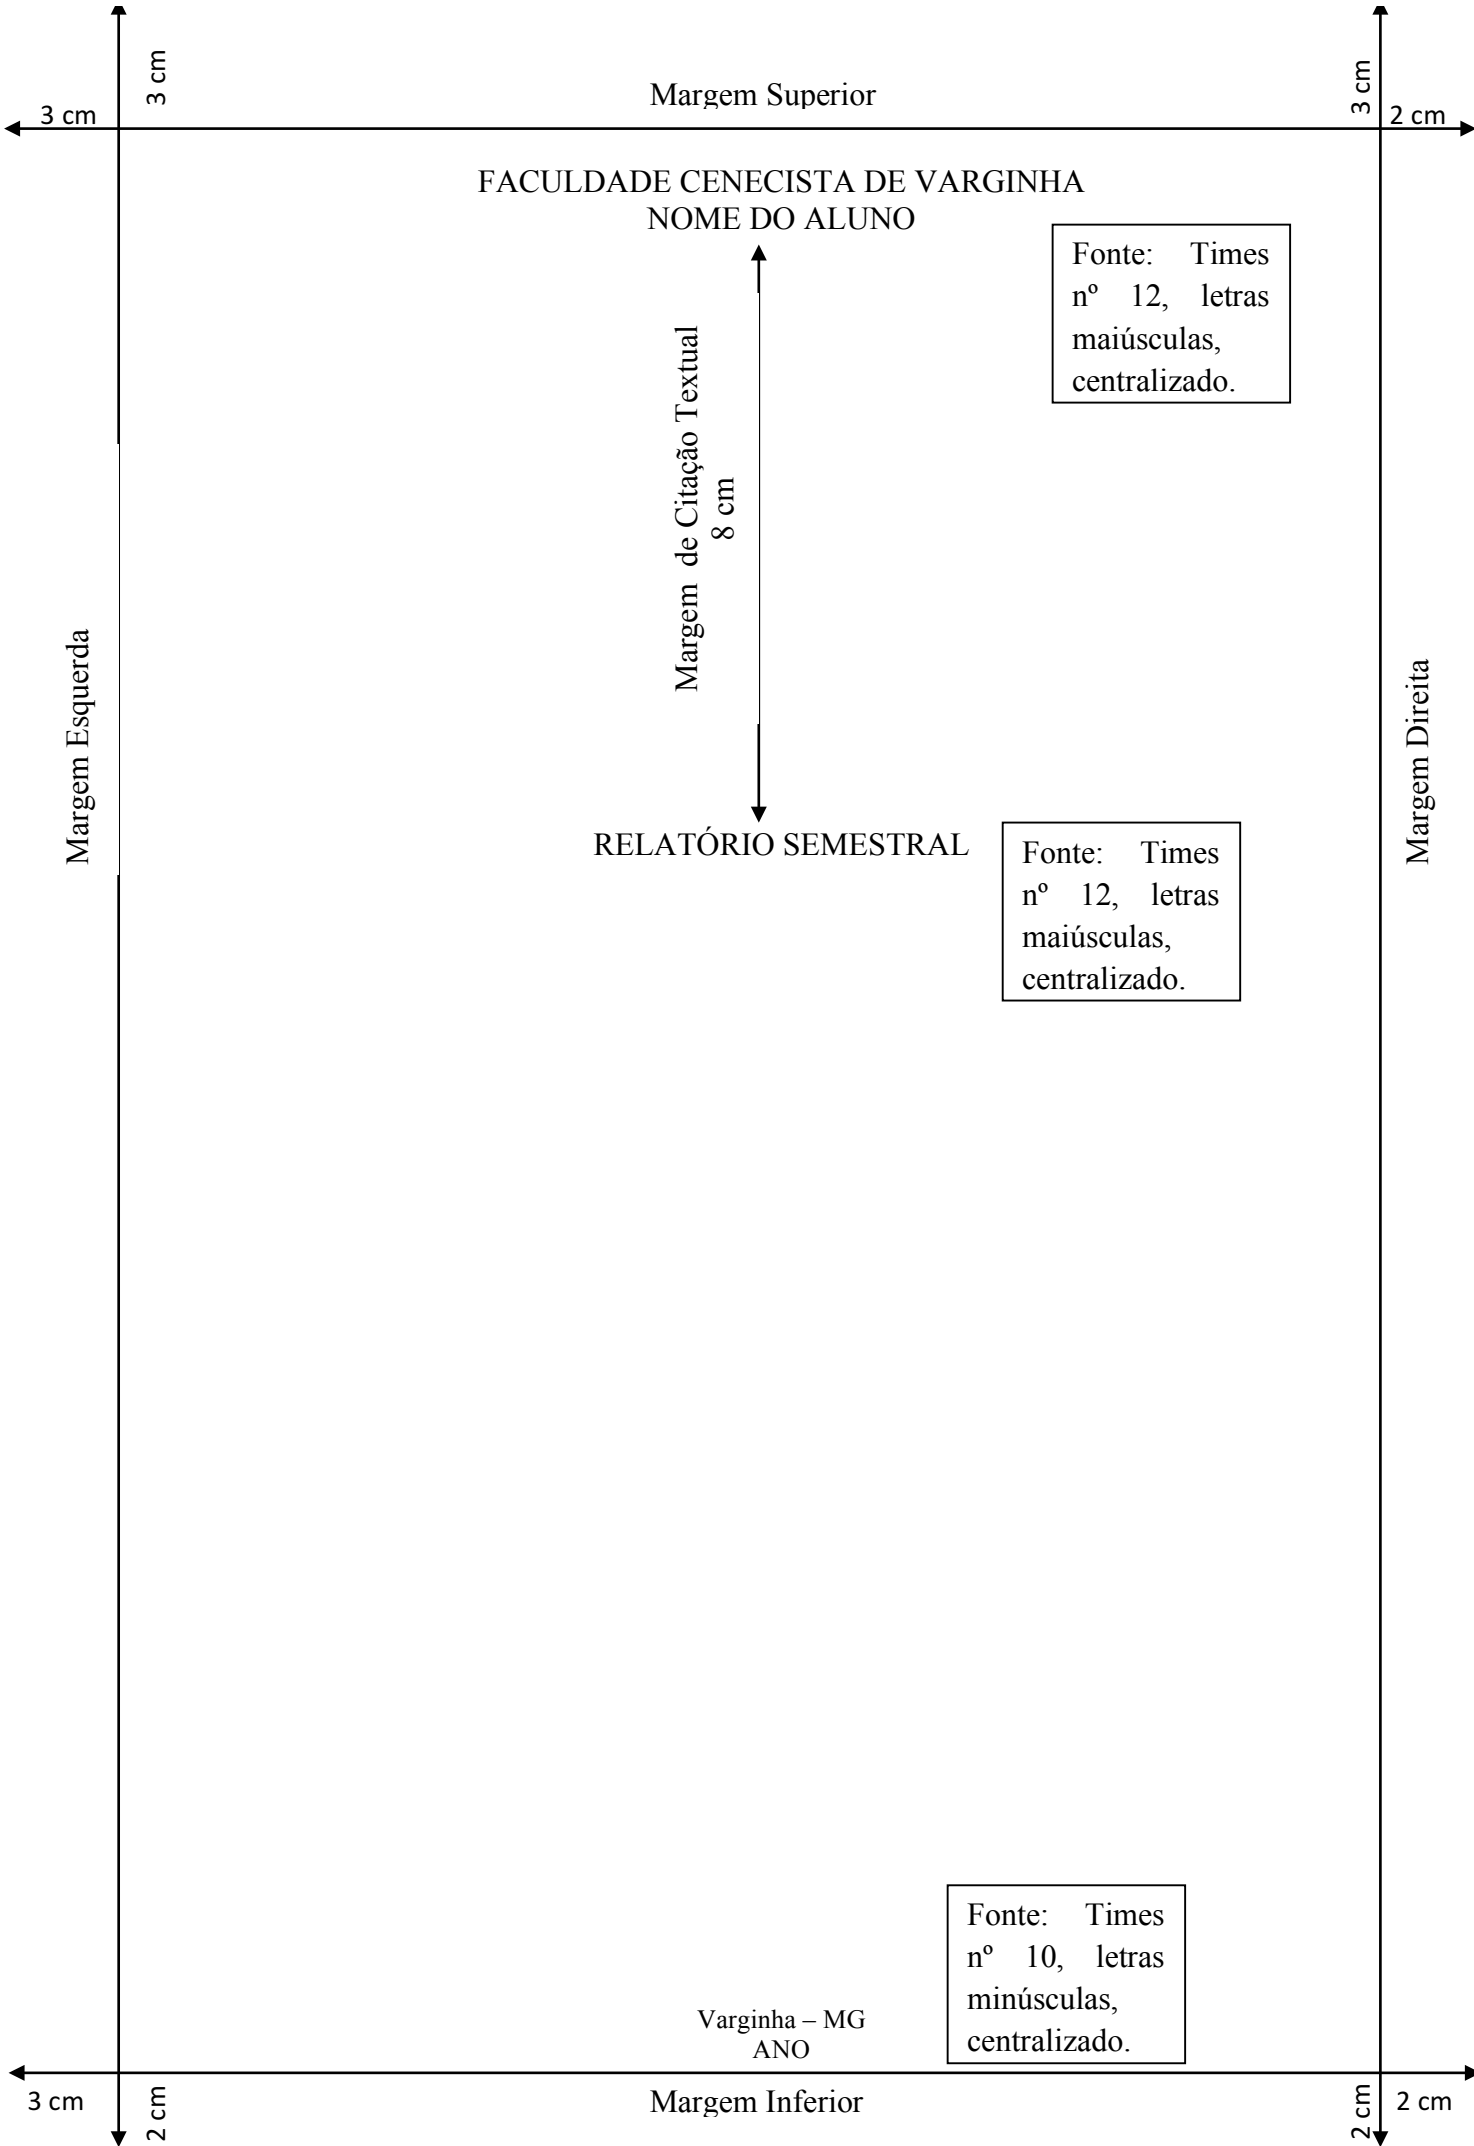 3 cm
3 cm
Margem Superior
3 cm
2 cm
FACULDADE CENECISTA DE VARGINHA
NOME DO ALUNO
Fonte: Times
nº 12, letras
maiúsculas,
centralizado.
Margem de Citação Textual
8 cm
Margem Esquerda
Margem Direita
RELATÓRIO SEMESTRAL
Fonte: Times
nº 12, letras
maiúsculas,
centralizado.
Fonte: Times
nº 10, letras
minúsculas,
centralizado.
Varginha – MG
ANO
3 cm
2 cm
Margem Inferior
2 cm
2 cm